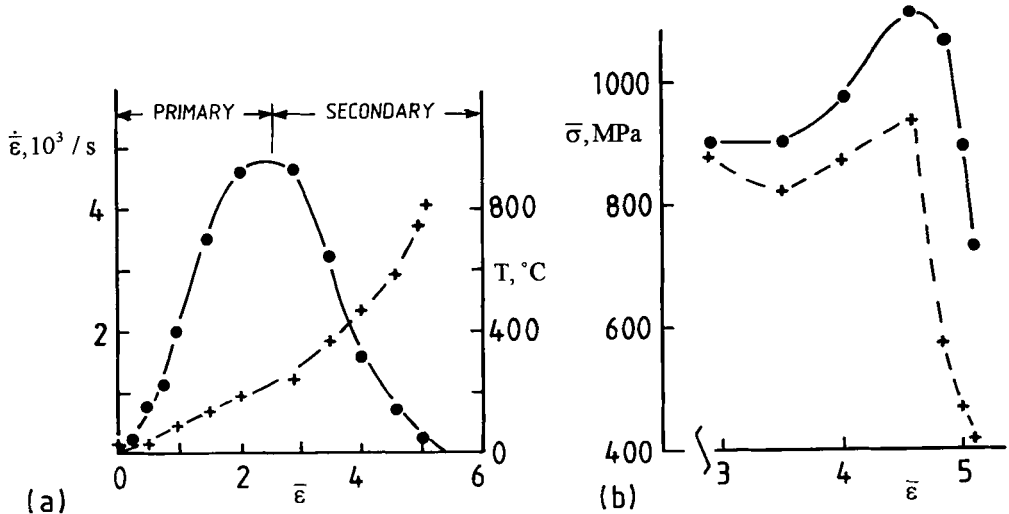 PRIMARY SECONDARY
ε̄̇, 10³ / s
4
2
800
T, °C
400
0
0 2 4 6
ε̄
(a)
1000
σ̄, MPa
800
600
400
3 4 5
ε̄
(b)